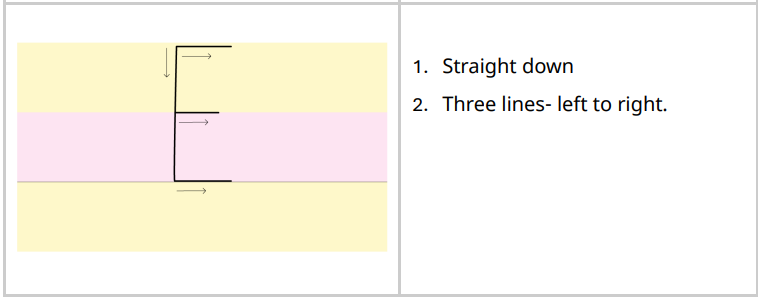 E
1. Straight down
2. Three lines- left to right.